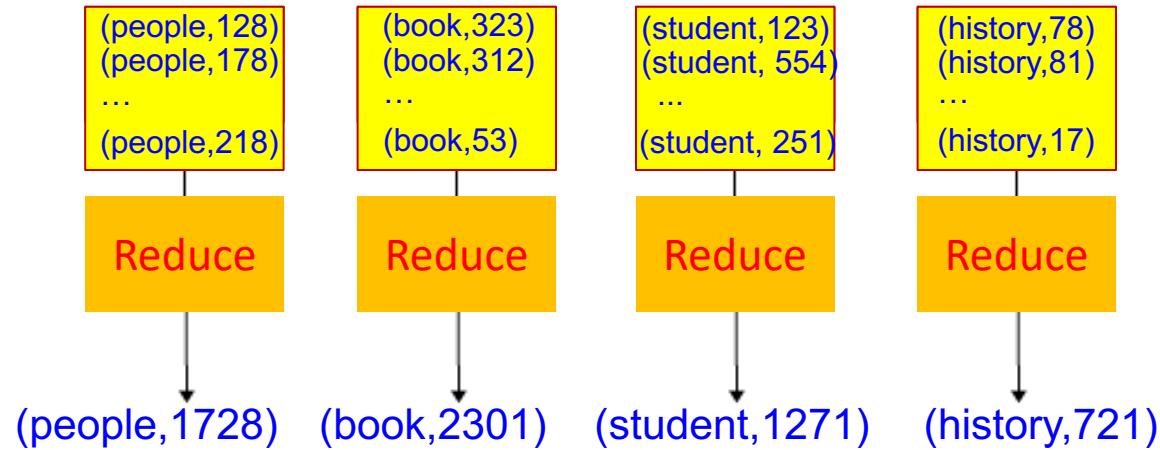 (people,128)
(people,178)
…
(people,218)
(book,323)
(book,312)
…
(book,53)
(student,123)
(student, 554)
...
(student, 251)
(history,78)
(history,81)
…
(history,17)
Reduce
Reduce
Reduce
Reduce
(people,1728)
(book,2301)
(student,1271)
(history,721)